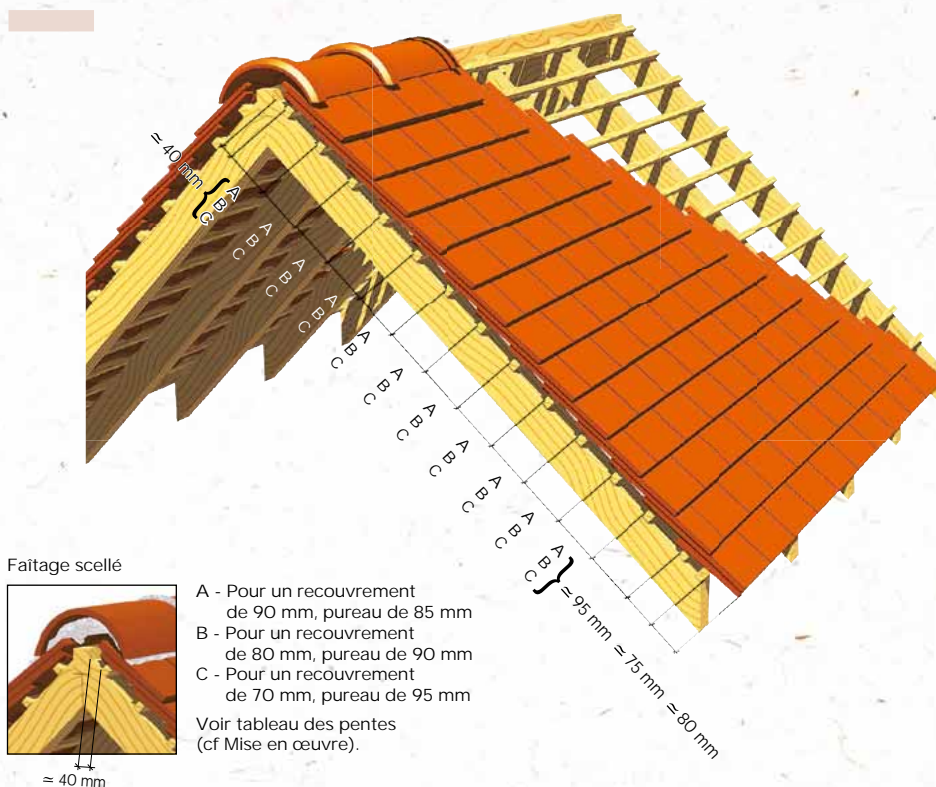 ≃ 40 mm { A B C
A B C
A B C
A B C
A B C
A B C
A B C
A B C
A B C
A B C
A B C } ≃ 95 mm ≃ 75 mm ≃ 80 mm
Faîtage scellé
≃ 40 mm
A - Pour un recouvrement
de 90 mm, pureau de 85 mm
B - Pour un recouvrement
de 80 mm, pureau de 90 mm
C - Pour un recouvrement
de 70 mm, pureau de 95 mm
Voir tableau des pentes
(cf Mise en œuvre).